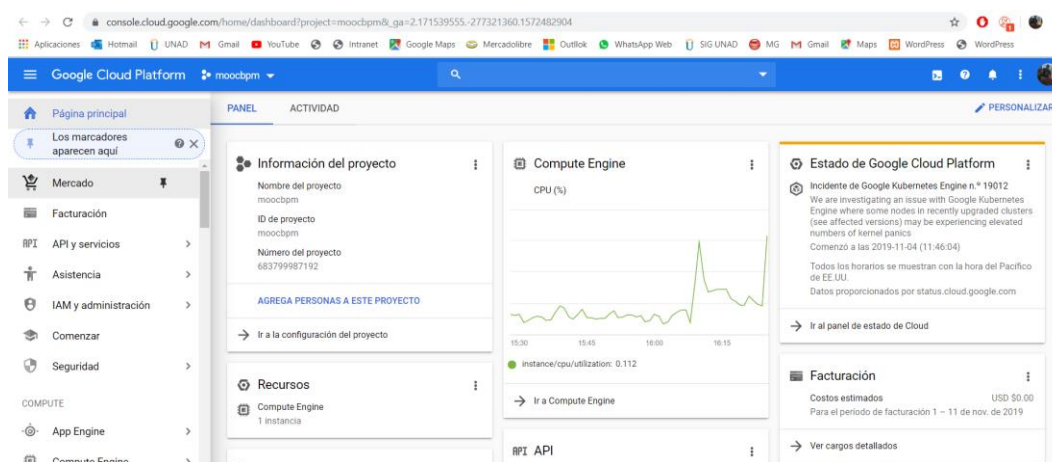 console.cloud.google.com/home/dashboard?project=moocbpm&_ga=2.171539555.-277321360.1572482904
Aplicaciones Hotmail UNAD Gmail YouTube Intranet Google Maps Mercadolibre Outllok WhatsApp Web SIG UNAD MG Gmail Maps WordPress WordPress
Google Cloud Platform moocbpm
Página principal
Los marcadores
aparecen aquí
Mercado
Facturación
API API y servicios
Asistencia
IAM y administración
Comenzar
Seguridad
COMPUTE
App Engine
Compute Engine
PANEL ACTIVIDAD PERSONALIZAR
Información del proyecto
Nombre del proyecto
moocbpm
ID de proyecto
moocbpm
Número del proyecto
683799987192
AGREGA PERSONAS A ESTE PROYECTO
Ir a la configuración del proyecto
Recursos
Compute Engine
1 instancia
Compute Engine
CPU (%)
15:30 15:45 16:00 16:15
instance/cpu/utilization: 0.112
Ir a Compute Engine
API API
Estado de Google Cloud Platform
Incidente de Google Kubernetes Engine n.º 19012
We are investigating an issue with Google Kubernetes
Engine where some nodes in recently upgraded clusters
(see affected versions) may be experiencing elevated
numbers of kernel panics
Comenzó a las 2019-11-04 (11:46:04)
Todos los horarios se muestran con la hora del Pacífico
de EE.UU.
Datos proporcionados por status.cloud.google.com
Ir al panel de estado de Cloud
Facturación
Costos estimados USD $0.00
Para el período de facturación 1 – 11 de nov. de 2019
Ver cargos detallados